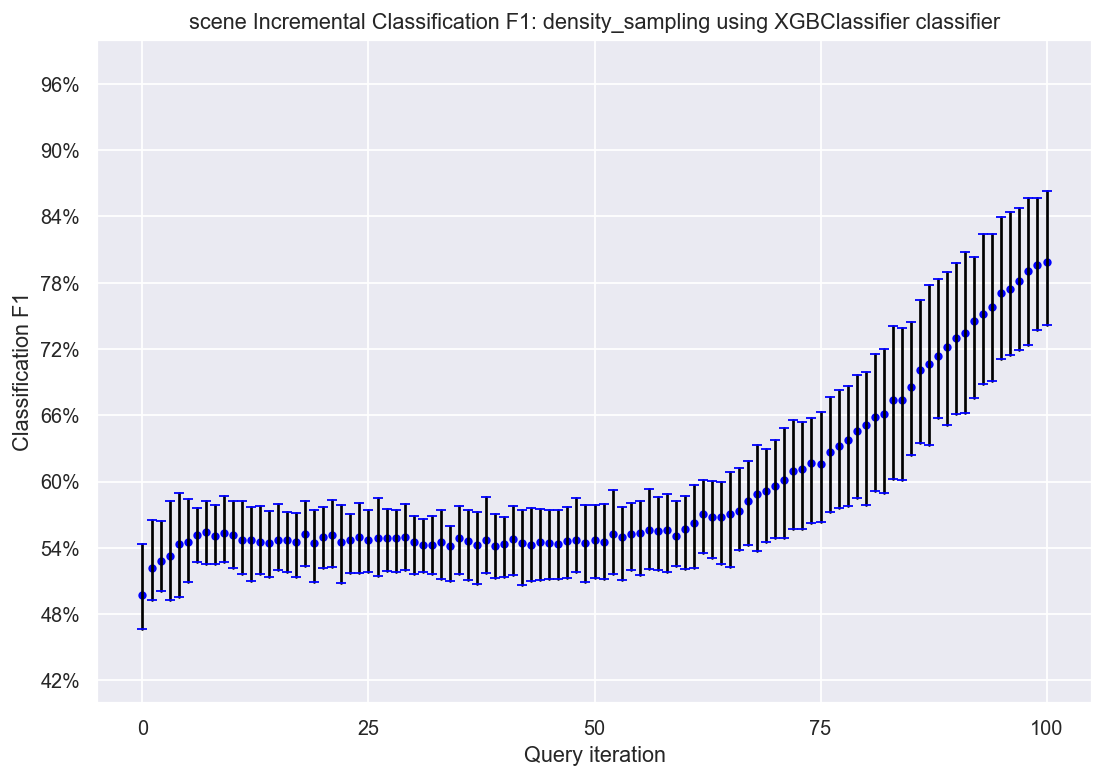 scene Incremental Classification F1: density_sampling using XGBClassifier classifier
96%
90%
84%
78%
72%
66%
60%
54%
48%
42%
Classification F1
0 25 50 75 100
Query iteration